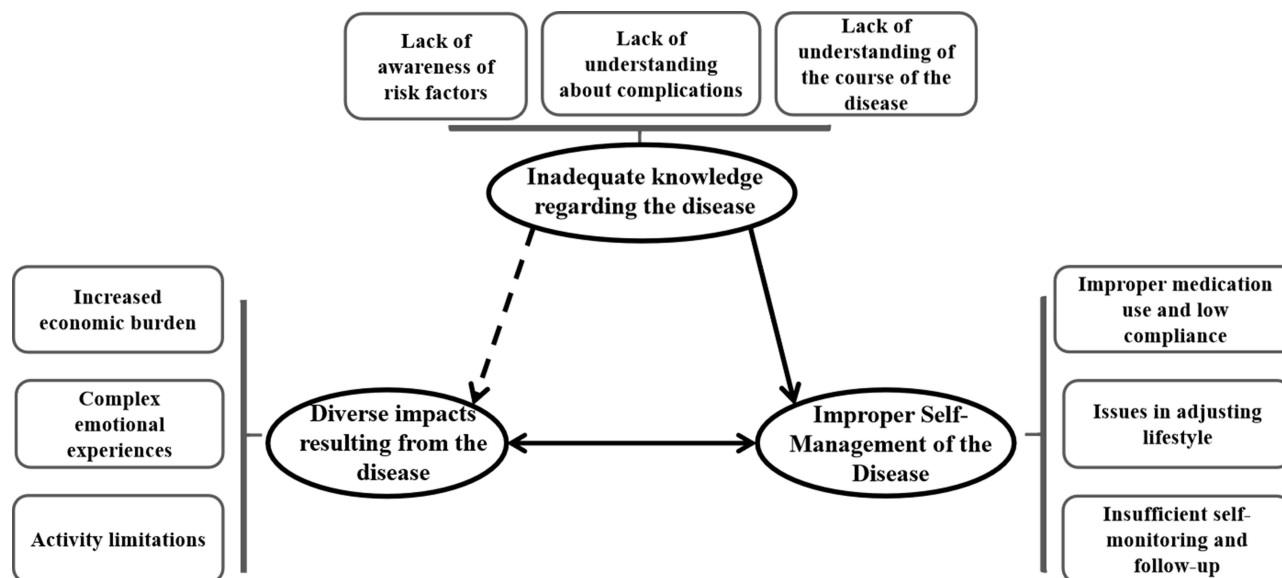 Lack of
awareness of
risk factors
Lack of
understanding
about complications
Lack of
understanding of
the course of the
disease
Inadequate knowledge
regarding the disease
Increased
economic burden
Complex
emotional
experiences
Activity limitations
Diverse impacts
resulting from the
disease
Improper Self-
Management of the
Disease
Improper medication
use and low
compliance
Issues in adjusting
lifestyle
Insufficient self-
monitoring and
follow-up